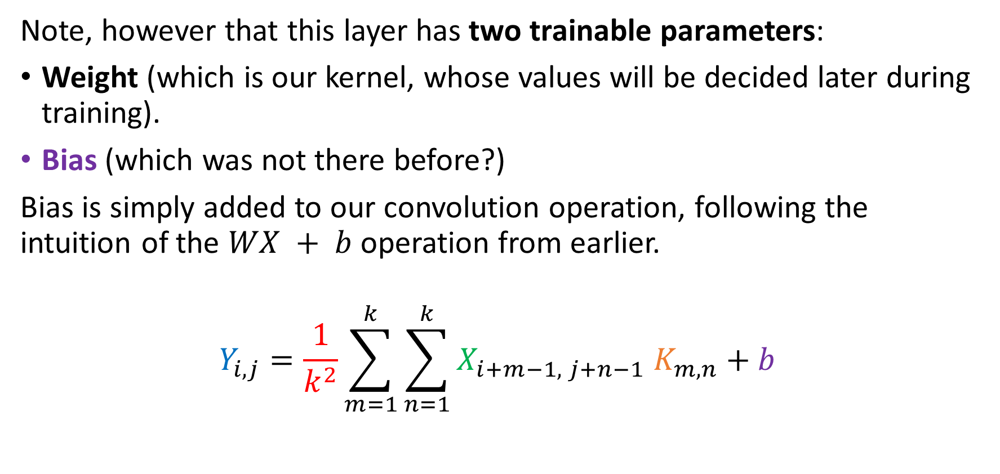 Note, however that this layer has two trainable parameters:
• Weight (which is our kernel, whose values will be decided later during
training).
• Bias (which was not there before?)
Bias is simply added to our convolution operation, following the
intuition of the WX + b operation from earlier.
Y_{i,j} = \frac{1}{k^2} \sum_{m=1}^{k} \sum_{n=1}^{k} X_{i+m-1, j+n-1} K_{m,n} + b